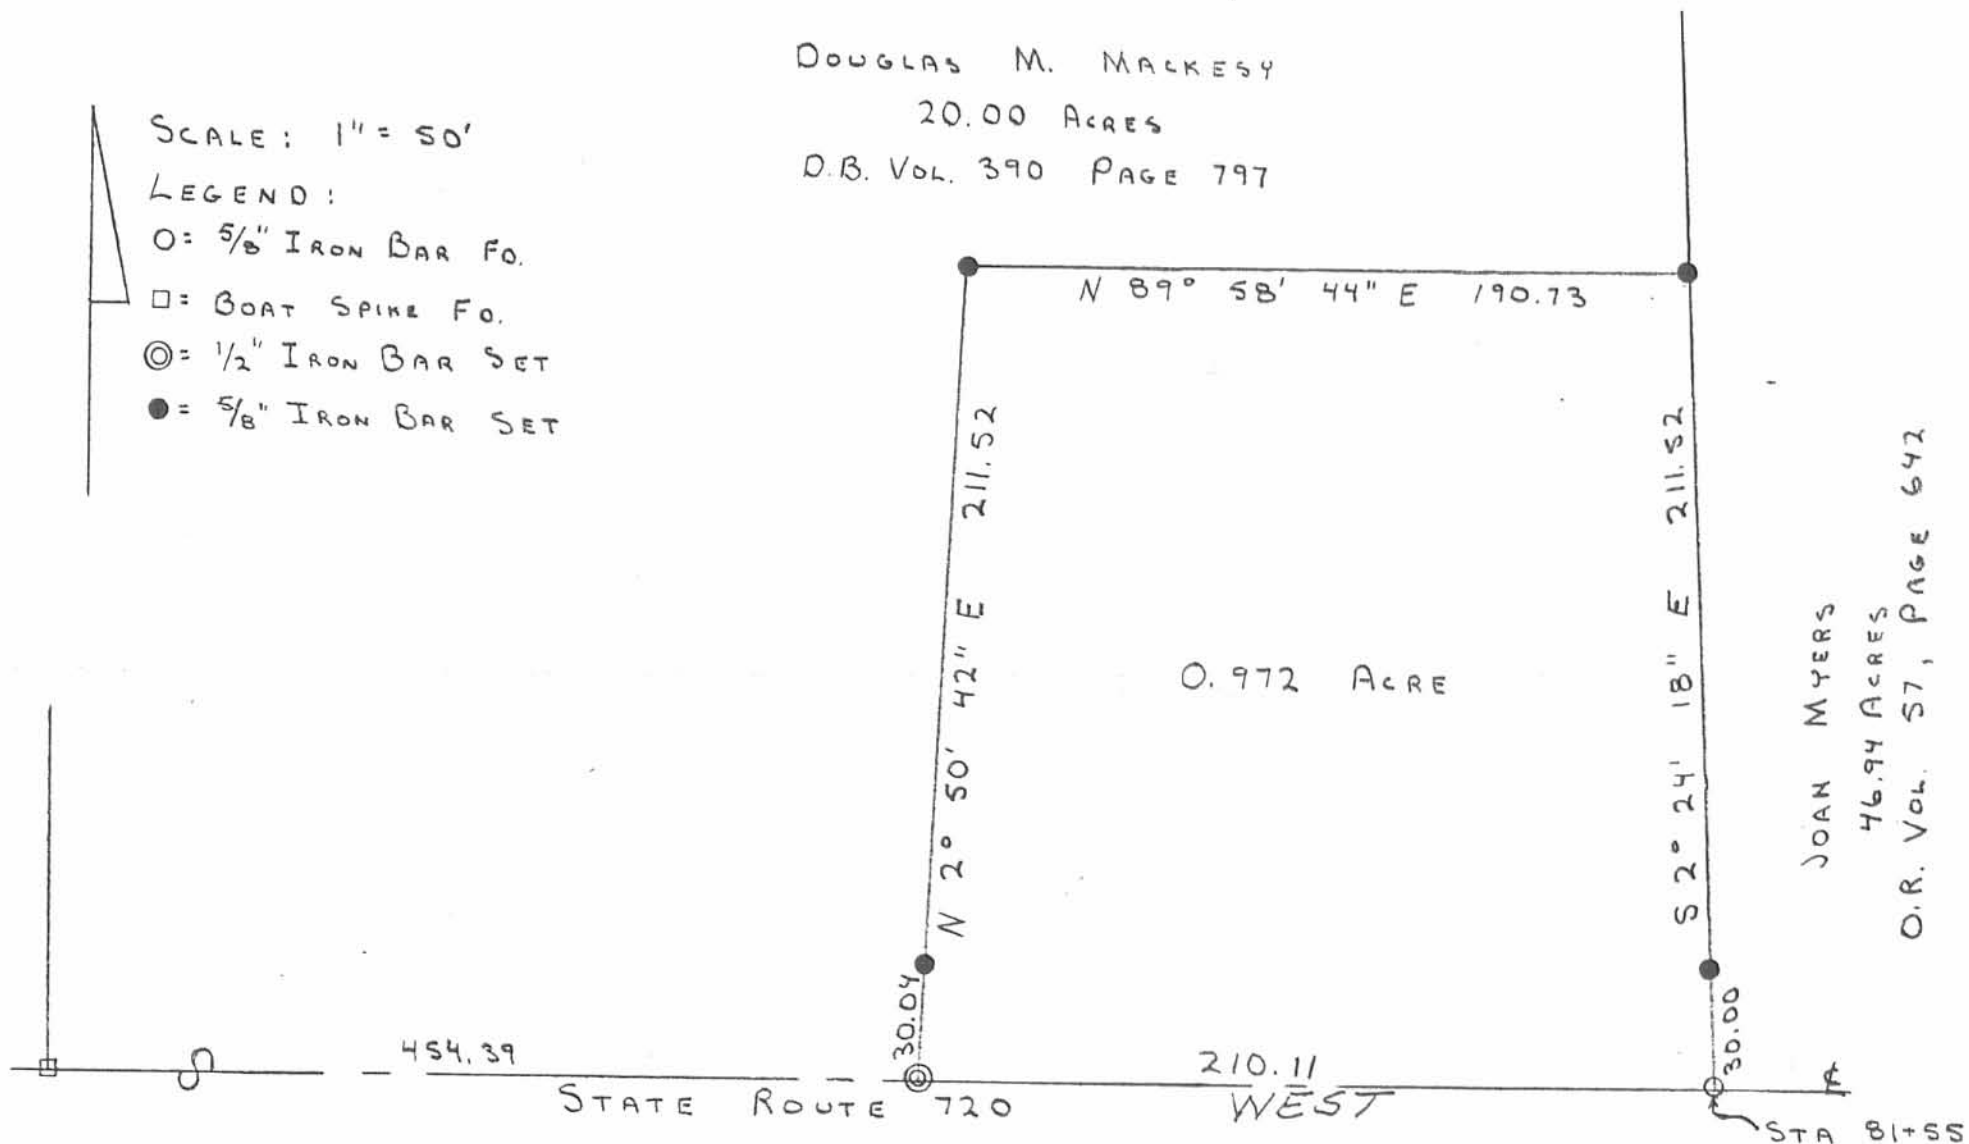 DOUGLAS M. MACKESY
20.00 ACRES
D.B. VOL. 390 PAGE 797
SCALE: 1" = 50'
LEGEND:
O = 5/8" IRON BAR FO.
□ = BOAT SPIKE FO.
◎ = 1/2" IRON BAR SET
● = 5/8" IRON BAR SET
N 89° 58' 44" E 190.73
N 2° 50' 42" E 211.52
S 2° 24' 18" E 211.52
0.972 ACRE
JOAN MYERS
46.94 ACRES
O.R. VOL. 57, PAGE 642
30.04
30.00
454.39
210.11
STATE ROUTE 720
WEST
℄
STA 81+55